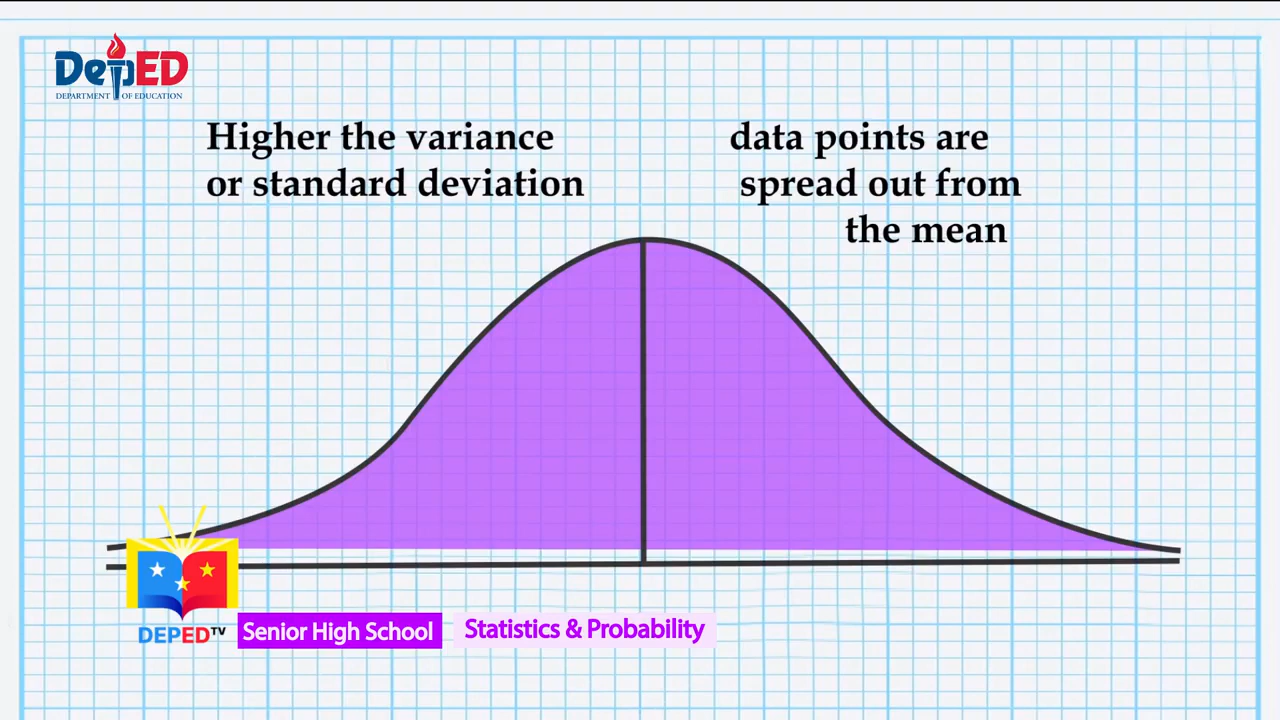 DepED
DEPARTMENT OF EDUCATION
Higher the variance
or standard deviation
data points are
spread out from
the mean
DEPED TV
Senior High School
Statistics & Probability